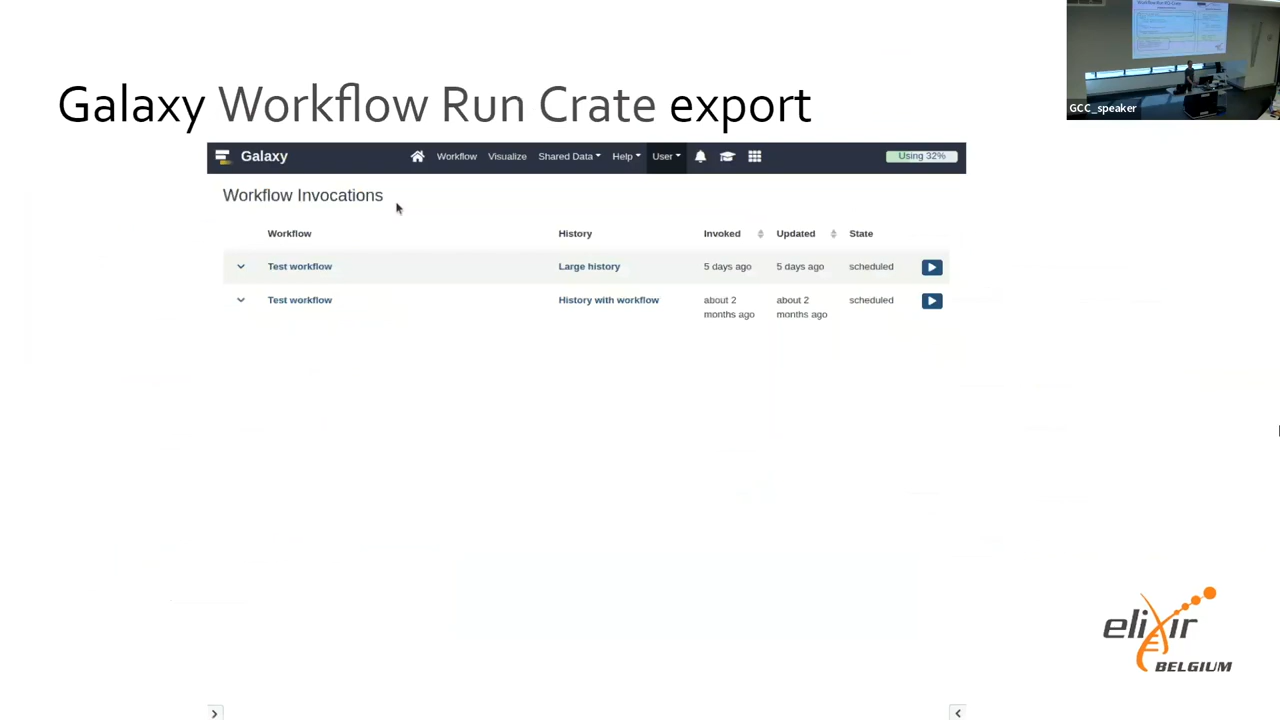 Galaxy Workflow Run Crate export
GCC_speaker
Galaxy
Workflow
Visualize
Shared Data
Help
User
Using 32%
Workflow Invocations
Workflow History Invoked Updated State
Test workflow Large history 5 days ago 5 days ago scheduled
Test workflow History with workflow about 2 months ago about 2 months ago scheduled
elixir
BELGIUM